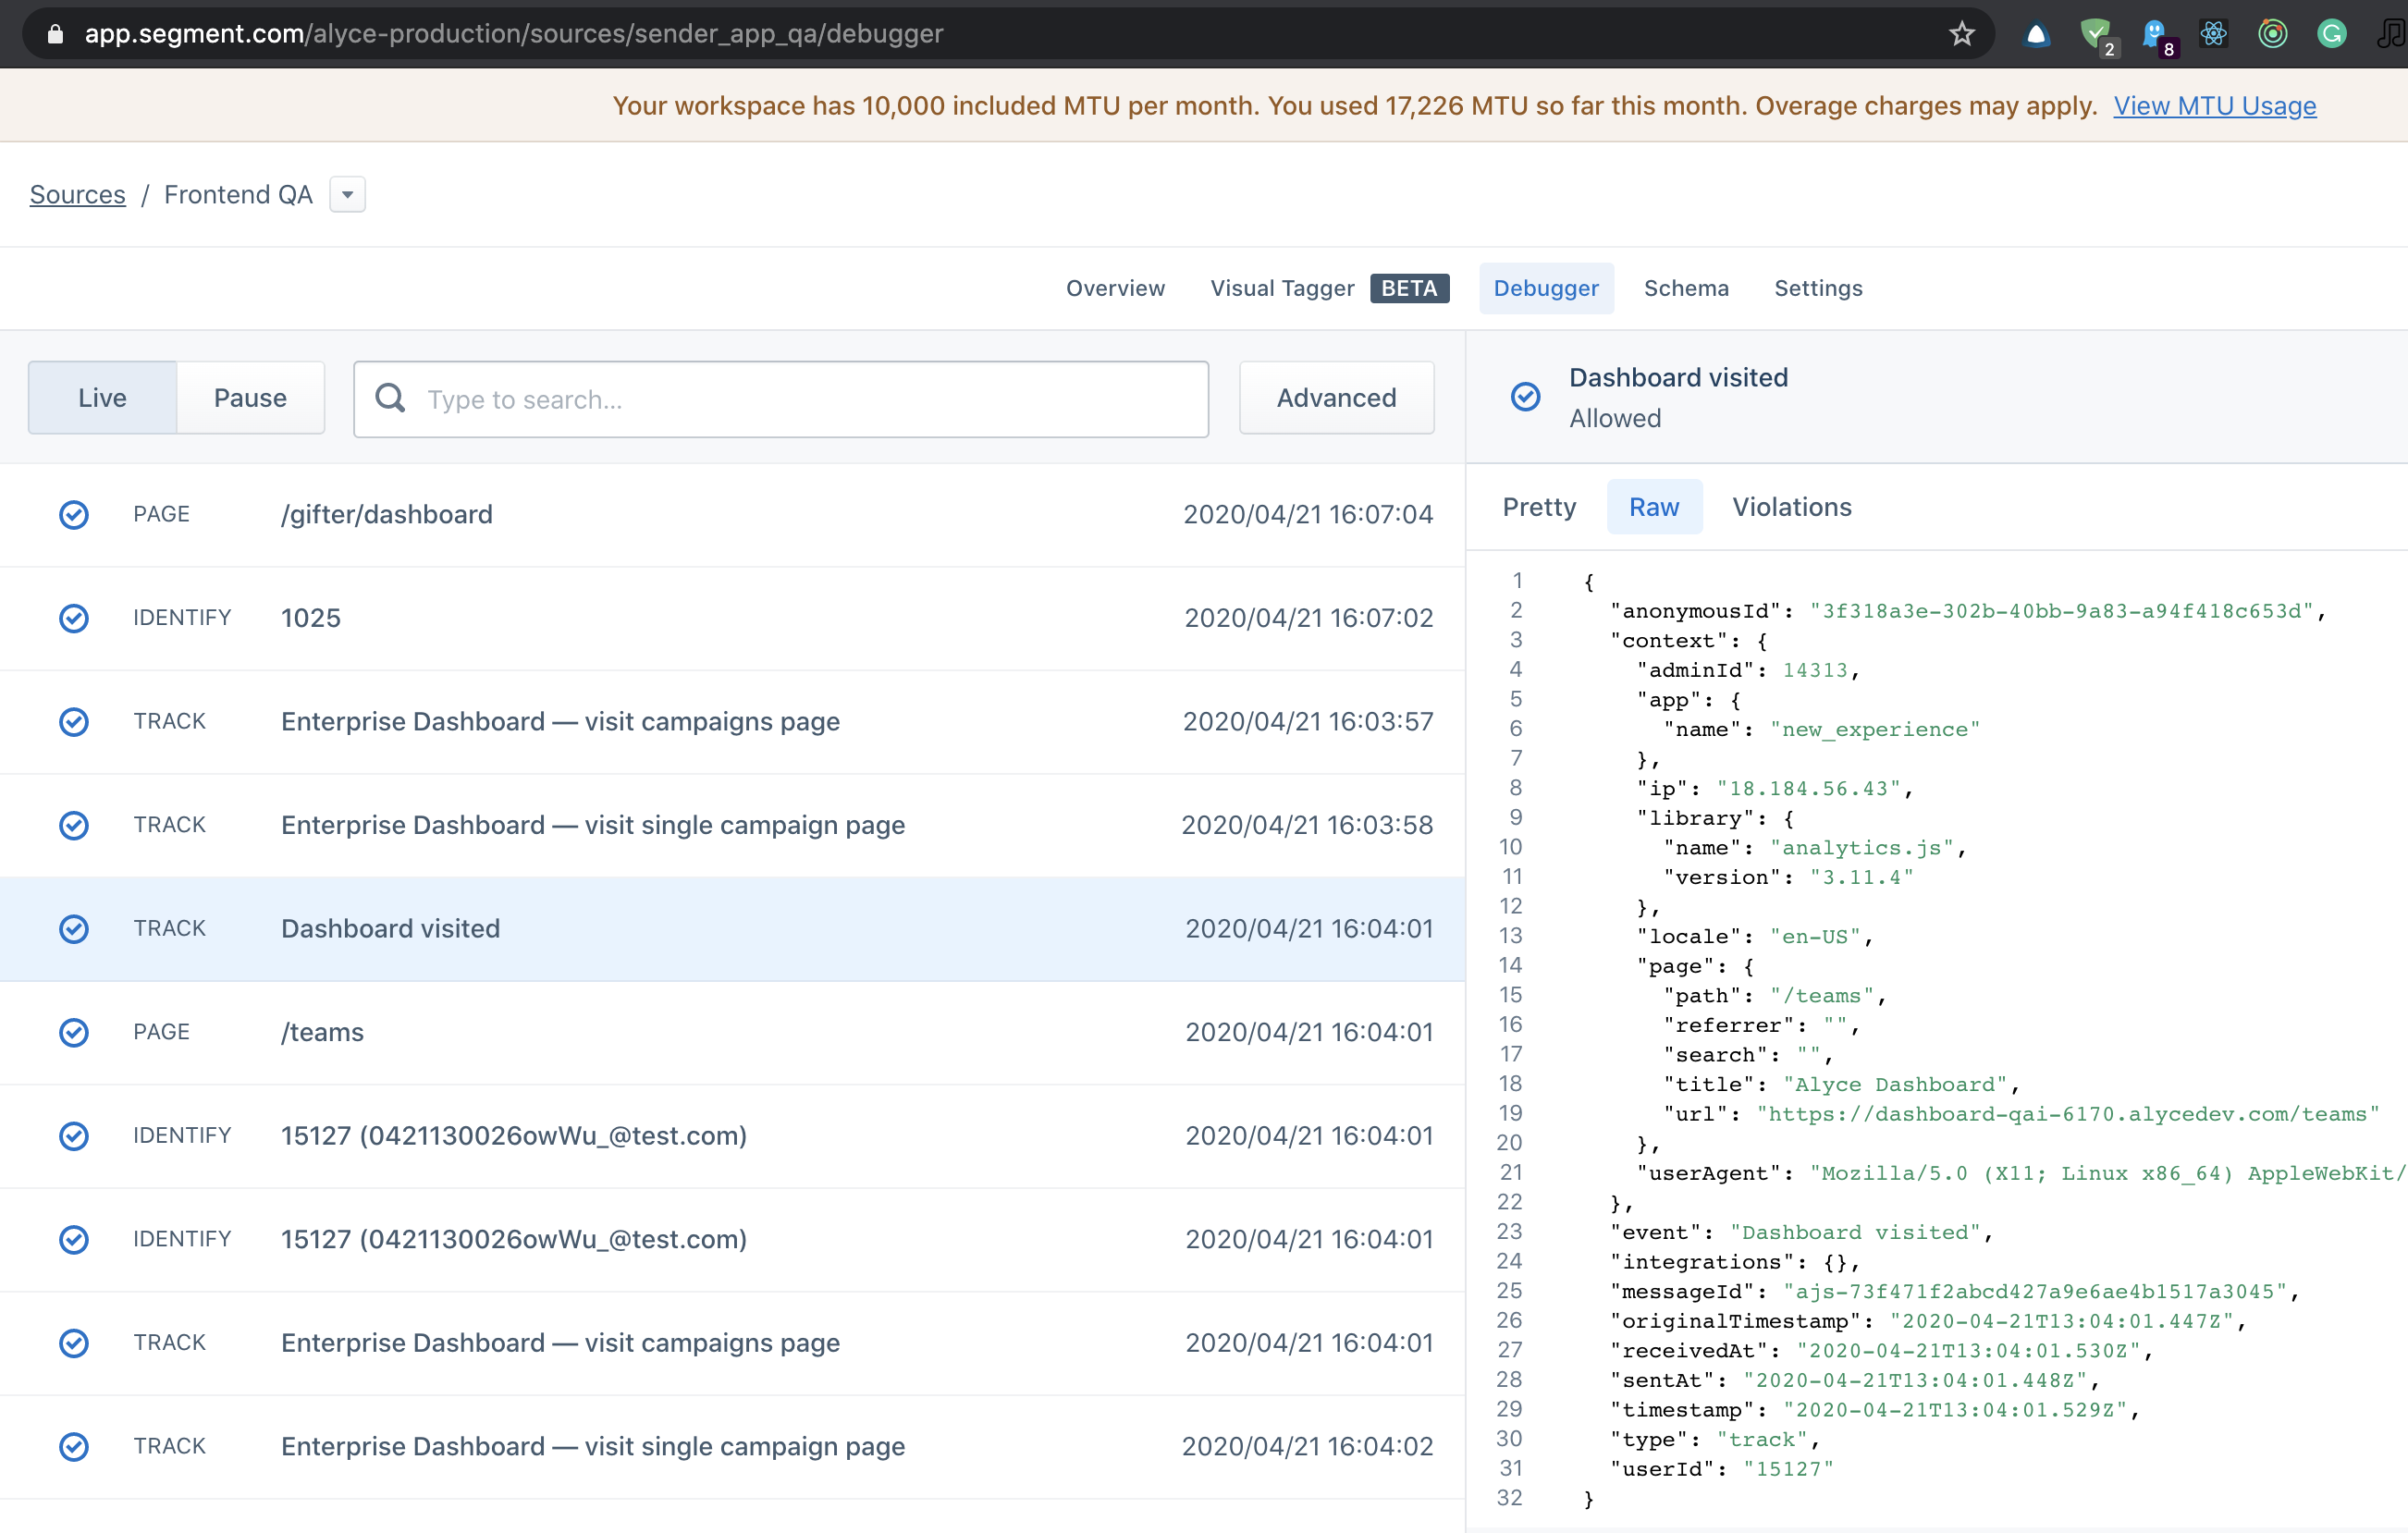 app.segment.com/alyce-production/sources/sender_app_qa/debugger
2
8
Your workspace has 10,000 included MTU per month. You used 17,226 MTU so far this month. Overage charges may apply. View MTU Usage
Sources / Frontend QA
Overview Visual Tagger BETA Debugger Schema Settings
Live Pause Type to search... Advanced
PAGE /gifter/dashboard 2020/04/21 16:07:04
IDENTIFY 1025 2020/04/21 16:07:02
TRACK Enterprise Dashboard — visit campaigns page 2020/04/21 16:03:57
TRACK Enterprise Dashboard — visit single campaign page 2020/04/21 16:03:58
TRACK Dashboard visited 2020/04/21 16:04:01
PAGE /teams 2020/04/21 16:04:01
IDENTIFY 15127 (0421130026owWu_@test.com) 2020/04/21 16:04:01
IDENTIFY 15127 (0421130026owWu_@test.com) 2020/04/21 16:04:01
TRACK Enterprise Dashboard — visit campaigns page 2020/04/21 16:04:01
TRACK Enterprise Dashboard — visit single campaign page 2020/04/21 16:04:02
Dashboard visited
Allowed
Pretty Raw Violations
1 {
2 "anonymousId": "3f318a3e-302b-40bb-9a83-a94f418c653d",
3 "context": {
4 "adminId": 14313,
5 "app": {
6 "name": "new_experience"
7 },
8 "ip": "18.184.56.43",
9 "library": {
10 "name": "analytics.js",
11 "version": "3.11.4"
12 },
13 "locale": "en-US",
14 "page": {
15 "path": "/teams",
16 "referrer": "",
17 "search": "",
18 "title": "Alyce Dashboard",
19 "url": "https://dashboard-qai-6170.alycedev.com/teams"
20 },
21 "userAgent": "Mozilla/5.0 (X11; Linux x86_64) AppleWebKit/
22 },
23 "event": "Dashboard visited",
24 "integrations": {},
25 "messageId": "ajs-73f471f2abcd427a9e6ae4b1517a3045",
26 "originalTimestamp": "2020-04-21T13:04:01.447Z",
27 "receivedAt": "2020-04-21T13:04:01.530Z",
28 "sentAt": "2020-04-21T13:04:01.448Z",
29 "timestamp": "2020-04-21T13:04:01.529Z",
30 "type": "track",
31 "userId": "15127"
32 }